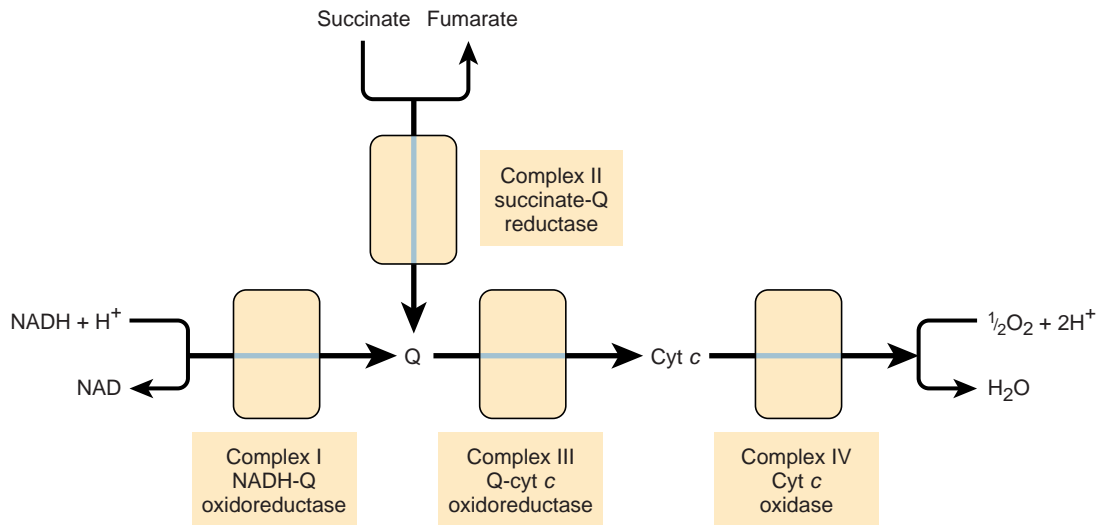 Succinate Fumarate
Complex II
succinate-Q
reductase
NADH + H⁺
NAD
Q
Cyt c
½O₂ + 2H⁺
H₂O
Complex I
NADH-Q
oxidoreductase
Complex III
Q-cyt c
oxidoreductase
Complex IV
Cyt c
oxidase